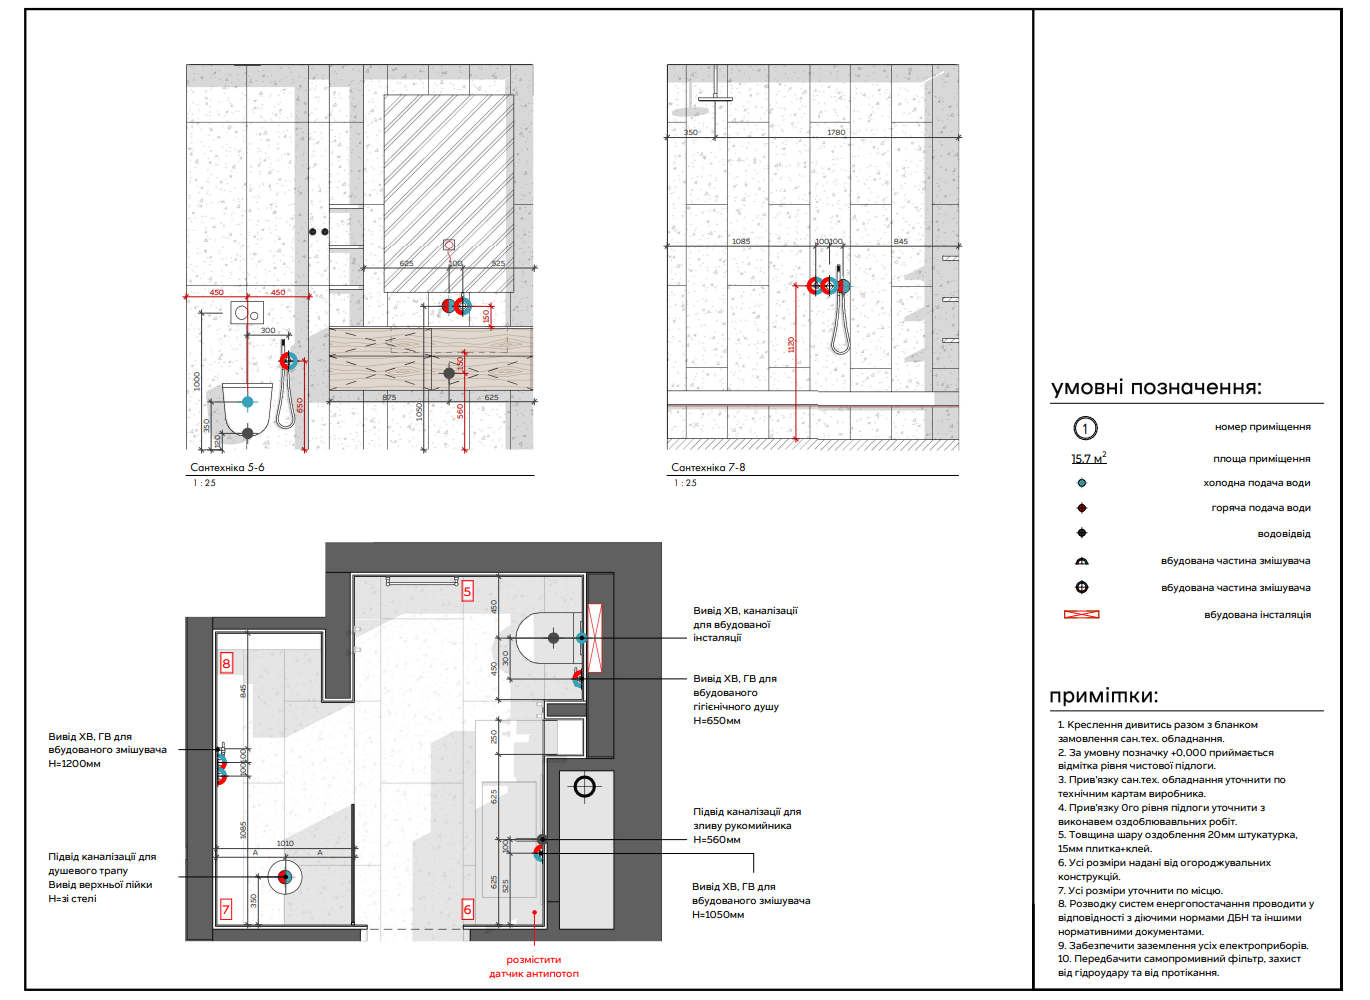 350
1780
1085
100
100
845
1120
Сантехніка 7-8
1 : 25
625
100
525
450
450
300
150
1000
650
350
120
875
1050
150
560
625
Сантехніка 5-6
1 : 25
умовні позначення:
1
номер приміщення
15.7 м2
площа приміщення
холодна подача води
горяча подача води
водовідвід
вбудована частина змішувача
вбудована частина змішувача
вбудована інсталяція
5
8
7
6
450
300
450
250
625
100
625
525
845
100
100
1085
1010
A
A
350
Вивід ХВ, каналізації
для вбудованої
інсталяції
Вивід ХВ, ГВ для
вбудованого
гігієнічного душу
H=650мм
Вивід ХВ, ГВ для
вбудованого змішувача
H=1200мм
Підвід каналізації для
зливу рукомийника
H=560мм
Підвід каналізації для
душевого трапу
Вивід верхньої лійки
H=зі стелі
Вивід ХВ, ГВ для
вбудованого змішувача
H=1050мм
розмістити
датчик антипотоп
примітки:
1. Креслення дивитись разом з бланком
замовлення сан.тех. обладнання.
2. За умовну позначку +0,000 приймається
відмітка рівня чистової підлоги.
3. Прив'язку сан.тех. обладнання уточнити по
технічним картам виробника.
4. Прив'язку 0го рівня підлоги уточнити з
виконавем оздоблювавльних робіт.
5. Товщина шару оздоблення 20мм штукатурка,
15мм плитка+клей.
6. Усі розміри надані від огороджувальних
конструкцій.
7. Усі розміри уточнити по місцю.
8. Розводку систем енергопостачання проводити у
відповідності з діючими нормами ДБН та іншими
нормативними документами.
9. Забезпечити заземлення усіх електроприборів.
10. Передбачити самопромивний фільтр, захист
від гідроудару та від протікання.